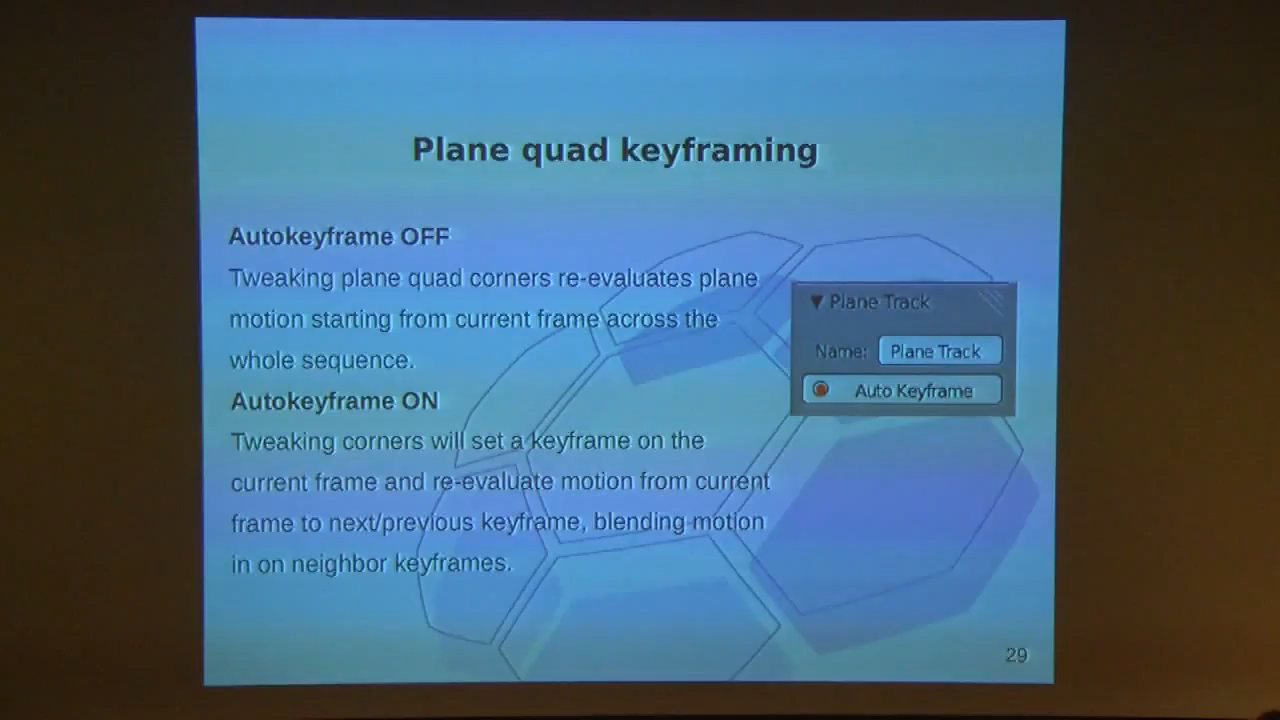 Plane quad keyframing
Autokeyframe OFF
Tweaking plane quad corners re-evaluates plane
motion starting from current frame across the
whole sequence.
Autokeyframe ON
Tweaking corners will set a keyframe on the
current frame and re-evaluate motion from current
frame to next/previous keyframe, blending motion
in on neighbor keyframes.
Plane Track
Name: Plane Track
Auto Keyframe
29